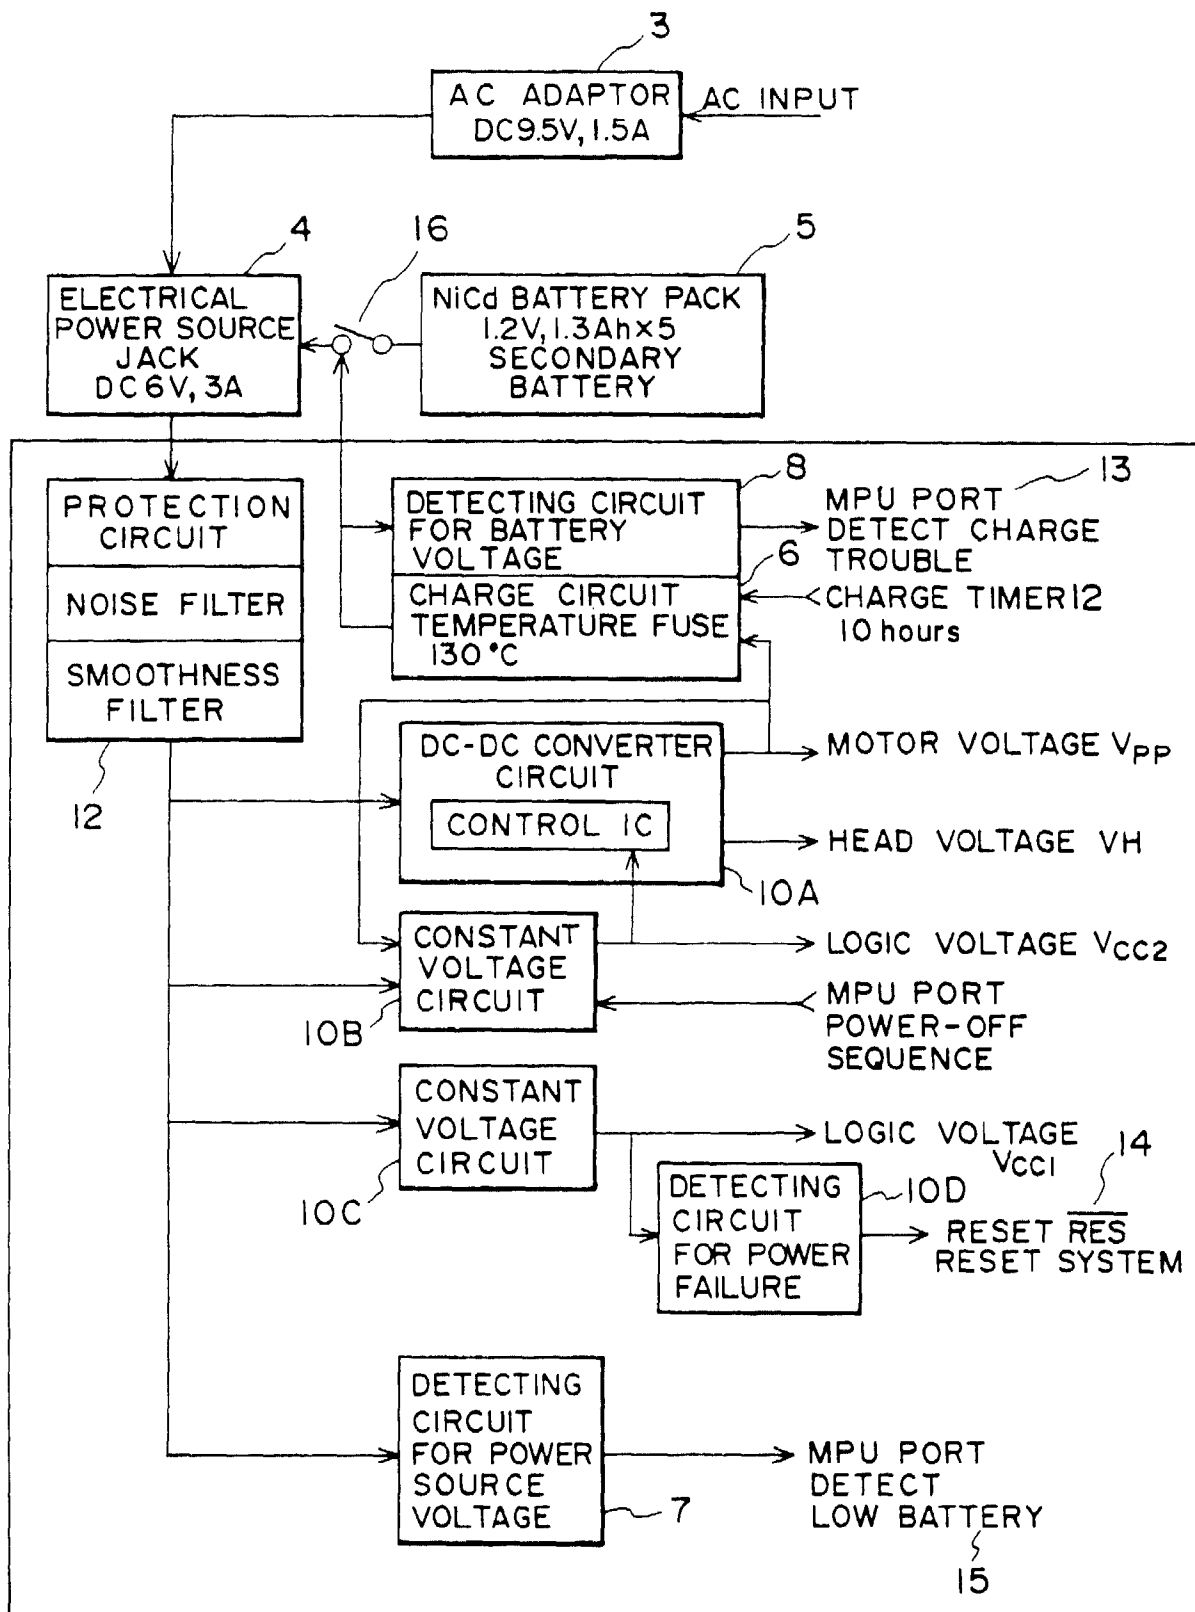 3
AC ADAPTOR
DC9.5V, 1.5A
AC INPUT
4
16
5
ELECTRICAL
POWER SOURCE
JACK
DC6V, 3A
NiCd BATTERY PACK
1.2V, 1.3Ah×5
SECONDARY
BATTERY
PROTECTION
CIRCUIT
NOISE FILTER
SMOOTHNESS
FILTER
12
8
DETECTING CIRCUIT
FOR BATTERY
VOLTAGE
13
MPU PORT
DETECT CHARGE
TROUBLE
6
CHARGE CIRCUIT
TEMPERATURE FUSE
130°C
CHARGE TIMER 12
10 hours
DC-DC CONVERTER
CIRCUIT
CONTROL IC
10A
MOTOR VOLTAGE VPP
HEAD VOLTAGE VH
CONSTANT
VOLTAGE
CIRCUIT
10B
LOGIC VOLTAGE VCC2
MPU PORT
POWER-OFF
SEQUENCE
CONSTANT
VOLTAGE
CIRCUIT
10C
LOGIC VOLTAGE
VCC1
14
DETECTING
CIRCUIT
FOR POWER
FAILURE
10D
RESET RES
RESET SYSTEM
DETECTING
CIRCUIT
FOR POWER
SOURCE
VOLTAGE
7
MPU PORT
DETECT
LOW BATTERY
15